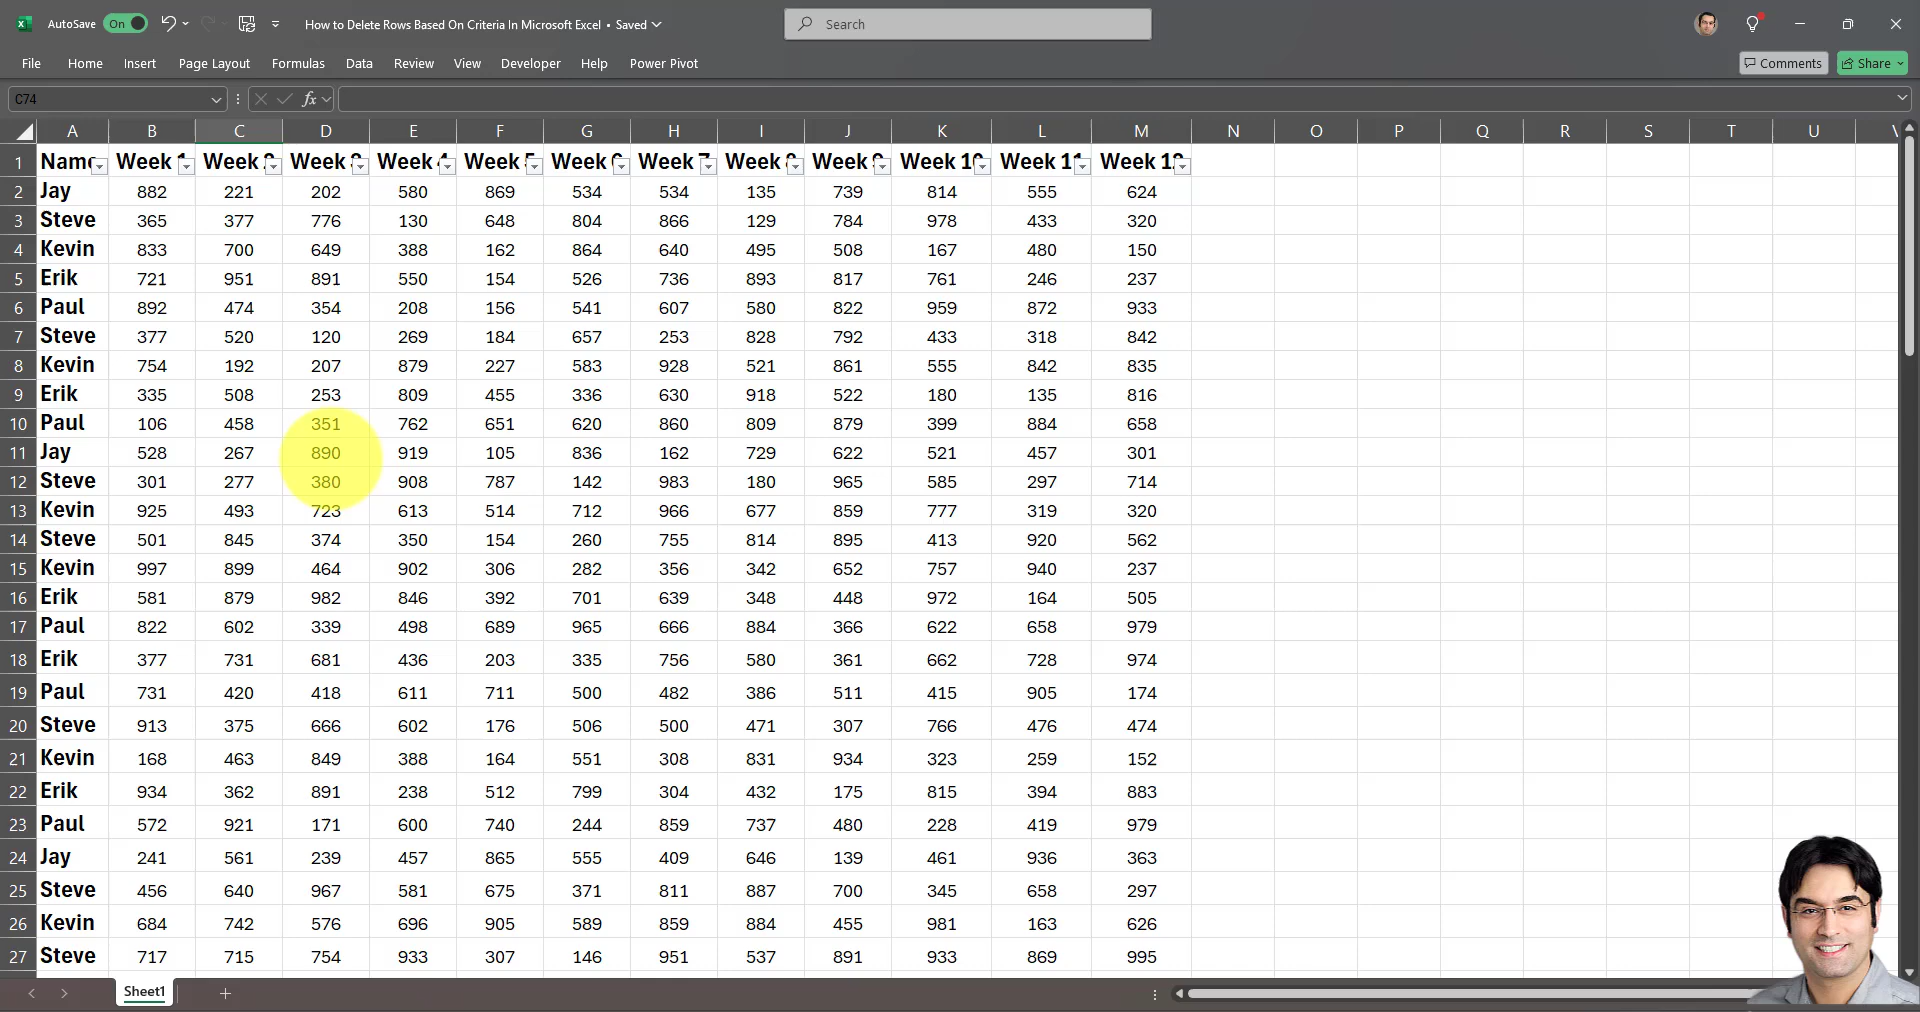 AutoSave On How to Delete Rows Based On Criteria In Microsoft Excel • Saved Search
File Home Insert Page Layout Formulas Data Review View Developer Help Power Pivot Comments Share
C74 fx
A B C D E F G H I J K L M N O P Q R S T U
1 Name Week 1 Week 2 Week 3 Week 4 Week 5 Week 6 Week 7 Week 8 Week 9 Week 10 Week 11 Week 12
2 Jay 882 221 202 580 869 534 534 135 739 814 555 624
3 Steve 365 377 776 130 648 804 866 129 784 978 433 320
4 Kevin 833 700 649 388 162 864 640 495 508 167 480 150
5 Erik 721 951 891 550 154 526 736 893 817 761 246 237
6 Paul 892 474 354 208 156 541 607 580 822 959 872 933
7 Steve 377 520 120 269 184 657 253 828 792 433 318 842
8 Kevin 754 192 207 879 227 583 928 521 861 555 842 835
9 Erik 335 508 253 809 455 336 630 918 522 180 135 816
10 Paul 106 458 351 762 651 620 860 809 879 399 884 658
11 Jay 528 267 890 919 105 836 162 729 622 521 457 301
12 Steve 301 277 380 908 787 142 983 180 965 585 297 714
13 Kevin 925 493 723 613 514 712 966 677 859 777 319 320
14 Steve 501 845 374 350 154 260 755 814 895 413 920 562
15 Kevin 997 899 464 902 306 282 356 342 652 757 940 237
16 Erik 581 879 982 846 392 701 639 348 448 972 164 505
17 Paul 822 602 339 498 689 965 666 884 366 622 658 979
18 Erik 377 731 681 436 203 335 756 580 361 662 728 974
19 Paul 731 420 418 611 711 500 482 386 511 415 905 174
20 Steve 913 375 666 602 176 506 500 471 307 766 476 474
21 Kevin 168 463 849 388 164 551 308 831 934 323 259 152
22 Erik 934 362 891 238 512 799 304 432 175 815 394 883
23 Paul 572 921 171 600 740 244 859 737 480 228 419 979
24 Jay 241 561 239 457 865 555 409 646 139 461 936 363
25 Steve 456 640 967 581 675 371 811 887 700 345 658 297
26 Kevin 684 742 576 696 905 589 859 884 455 981 163 626
27 Steve 717 715 754 933 307 146 951 537 891 933 869 995
Sheet1